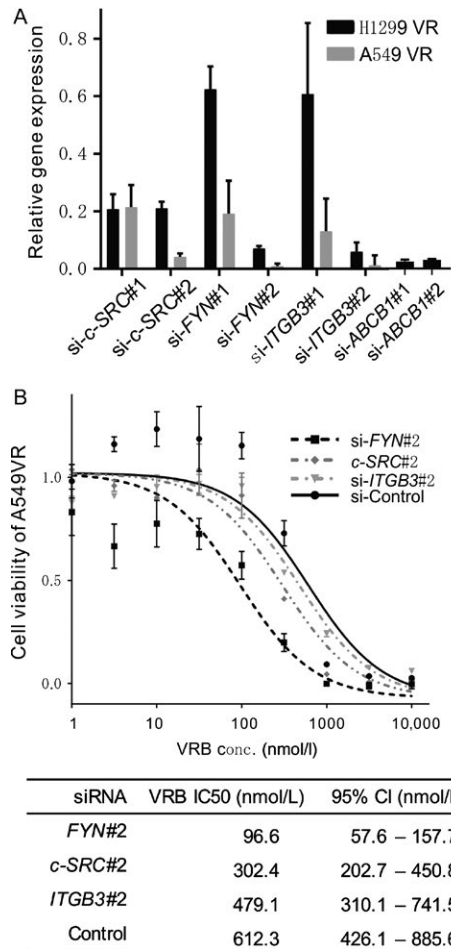 A
H1299 VR
A549 VR
Relative gene expression
0.8
0.6
0.4
0.2
0.0
si-c-SRC#1
si-c-SRC#2
si-FYN#1
si-FYN#2
si-ITGB3#1
si-ITGB3#2
si-ABCB1#1
si-ABCB1#2
B
si-FYN#2
c-SRC#2
si-ITGB3#2
si-Control
Cell viability of A549VR
1.0
0.5
0.0
1 10 100 1000 10,000
VRB conc. (nmol/l)
siRNA VRB IC50 (nmol/L) 95% CI (nmol/l
FYN#2 96.6 57.6 – 157.7
c-SRC#2 302.4 202.7 – 450.8
ITGB3#2 479.1 310.1 – 741.5
Control 612.3 426.1 – 885.6